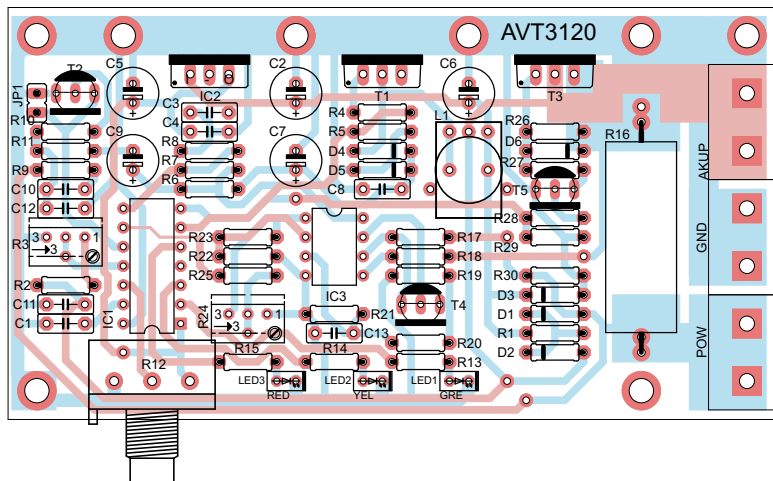 AVT3120
T2
C5
C2
C6
JP1
IC2
T1
T3
C3
C4
R10
R11
R9
C9
R8
R7
R6
C7
R4
R5
D4
D5
C8
L1
R26
D6
R27
T5
R16
AKUP
C10
C12
R3
3
1
3
R23
R22
R25
R17
R18
R19
R28
R29
GND
R2
C11
C1
IC1
R24
3
1
3
IC3
R21
C13
T4
R30
D3
D1
R1
D2
POW
R12
R15
R14
R20
R13
LED3
LED2
LED1
RED
YEL
GRE